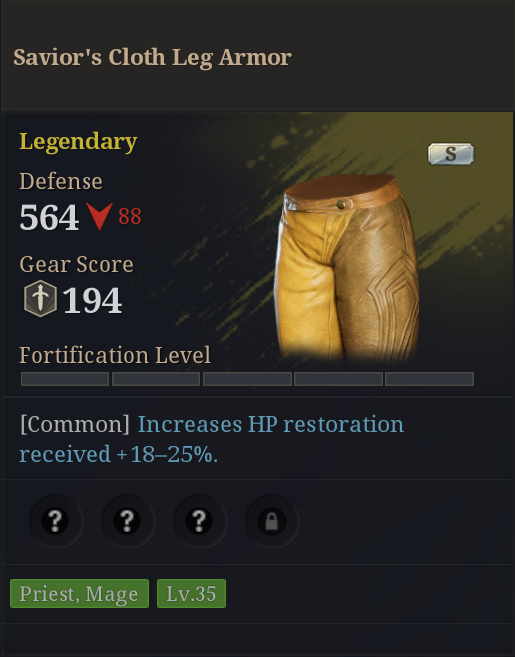 Savior's Cloth Leg Armor
Legendary
S
Defense
564 88
Gear Score
194
Fortification Level
[Common] Increases HP restoration
received +18–25%.
? ? ?
Priest, Mage Lv.35